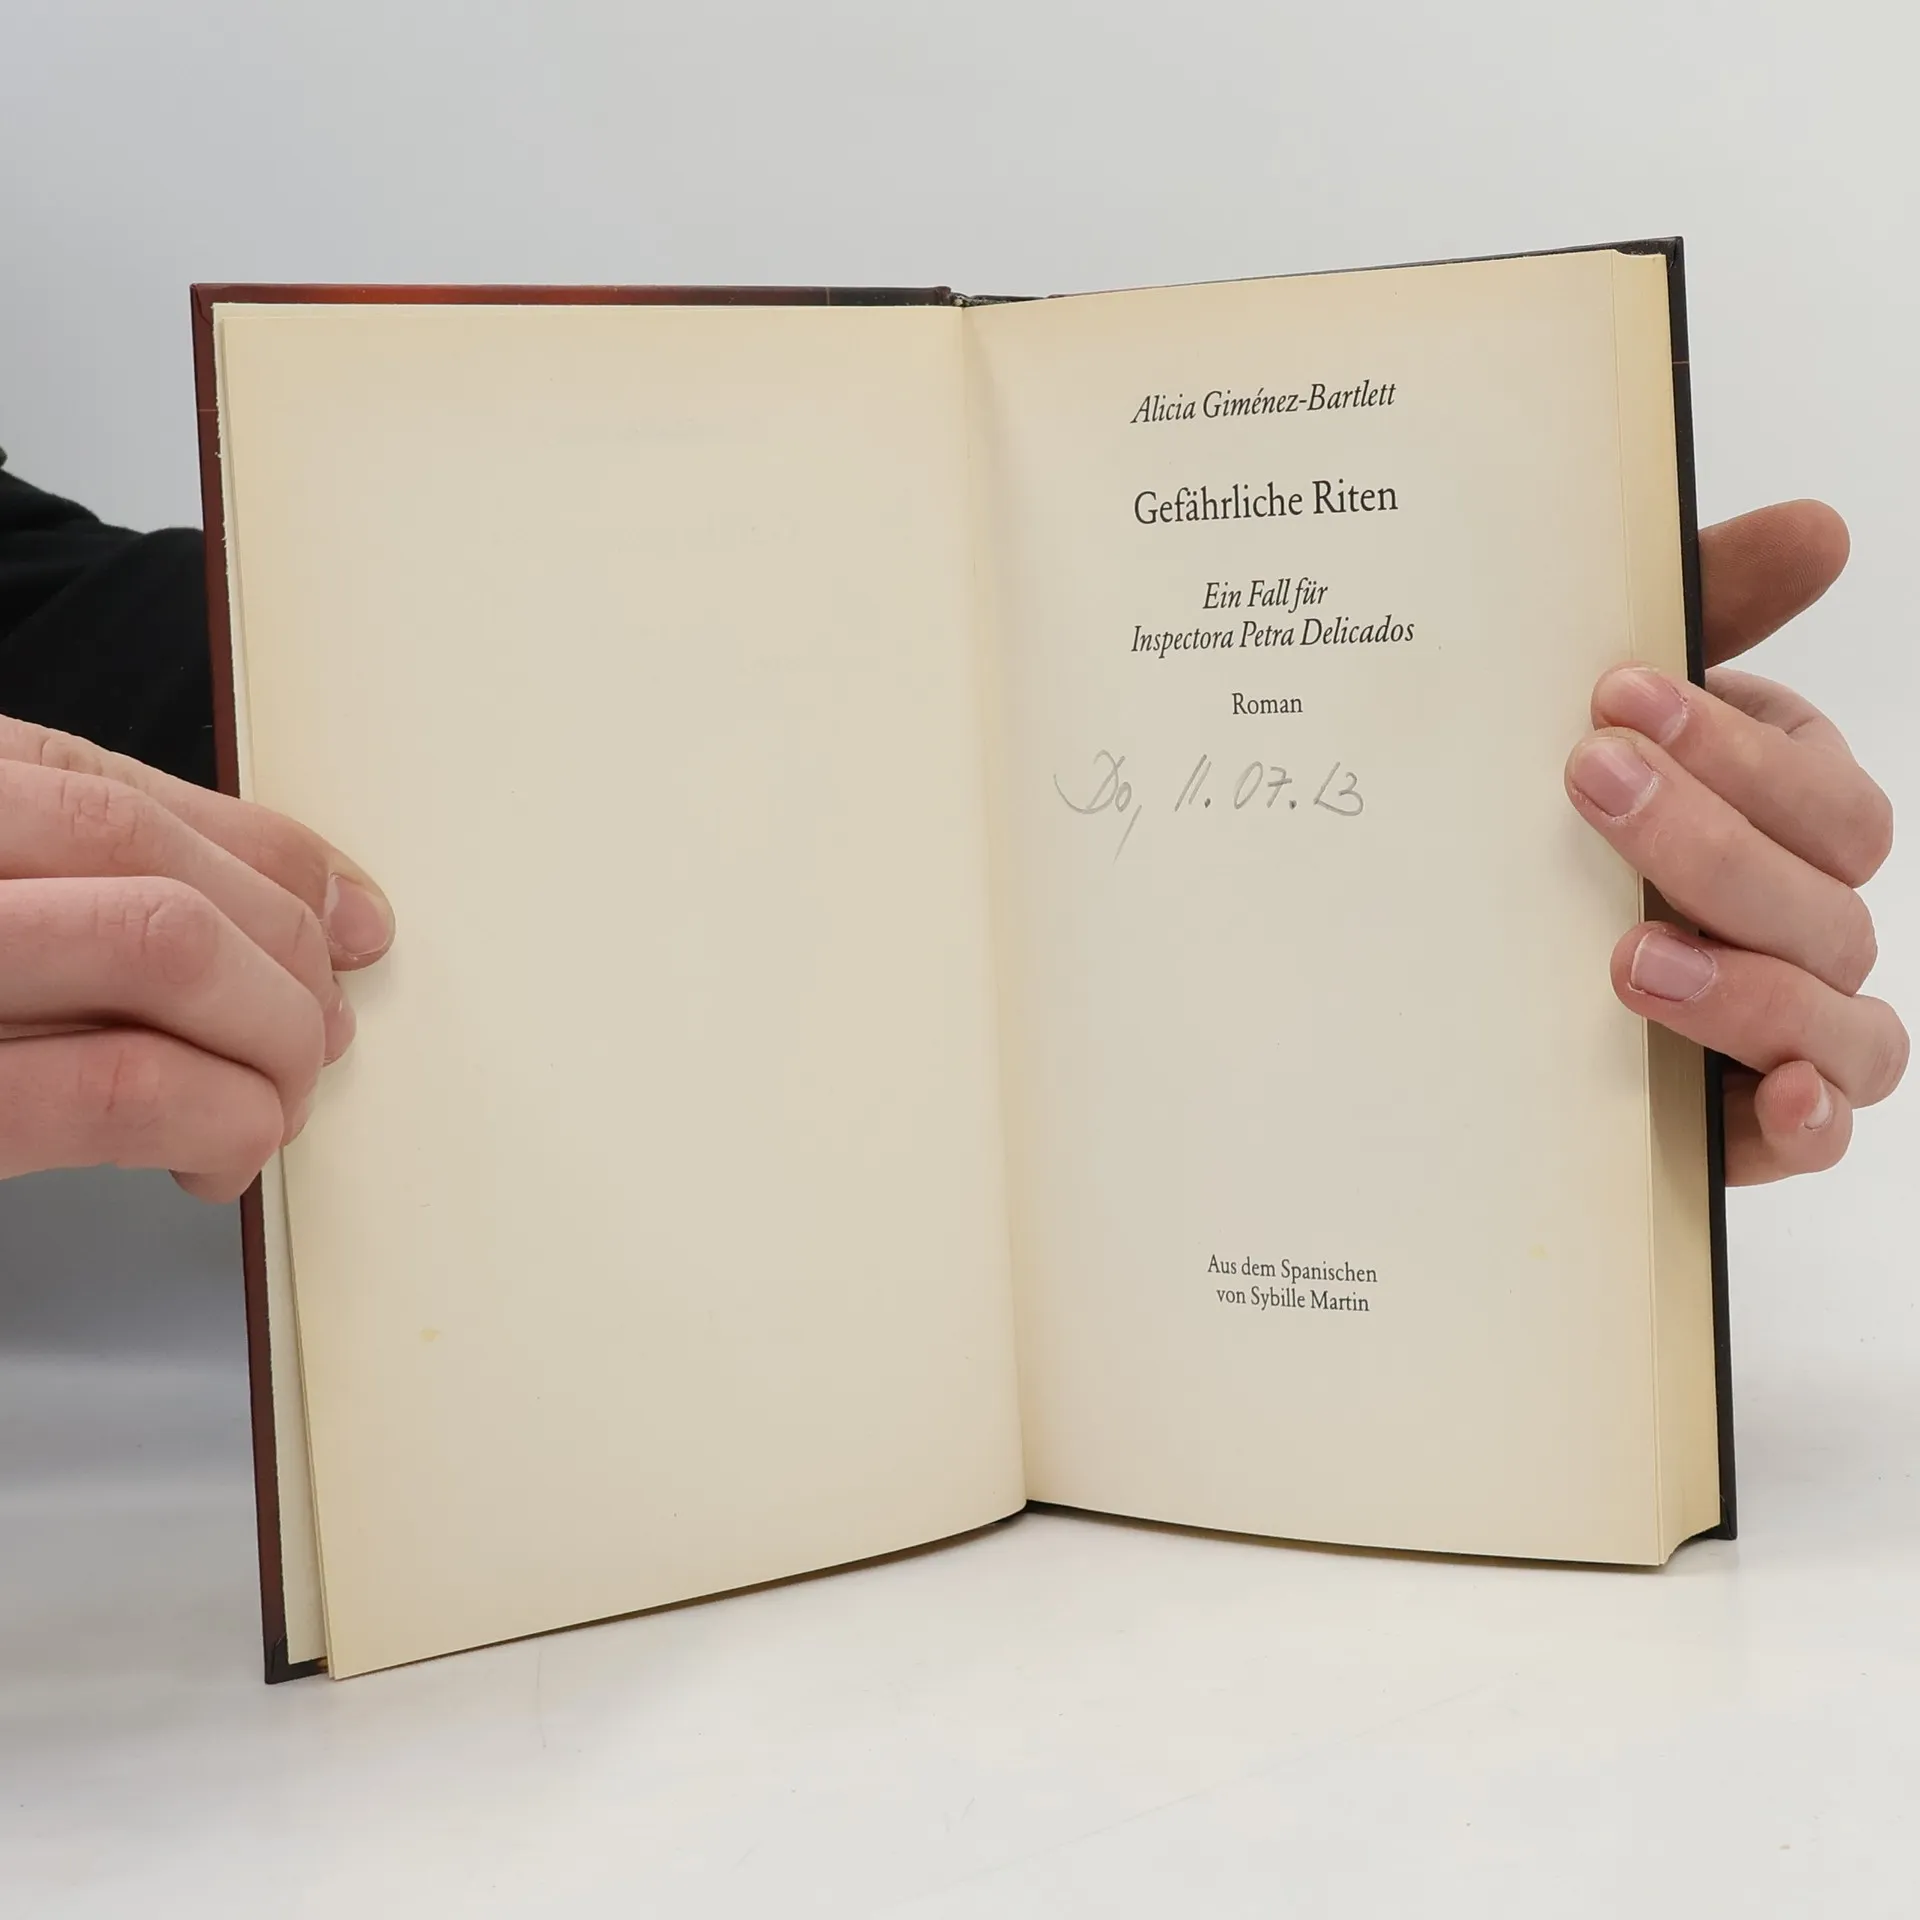 Alicia Giménez-Bartlett
Gefährliche Riten
Ein Fall für
Inspectora Petra Delicados
Roman
Do, 11. 07. 13
Aus dem Spanischen
von Sybille Martin